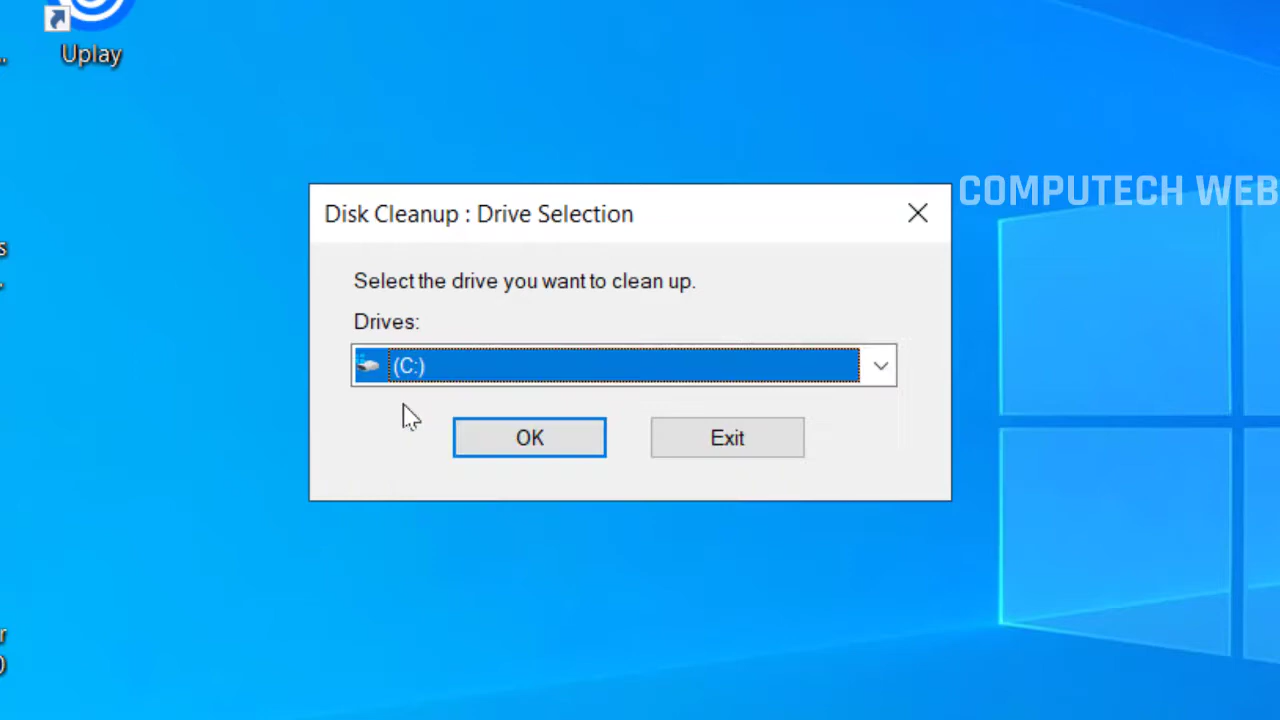 Uplay
COMPUTECH WEB
Disk Cleanup : Drive Selection
Select the drive you want to clean up.
Drives:
(C:)
OK
Exit